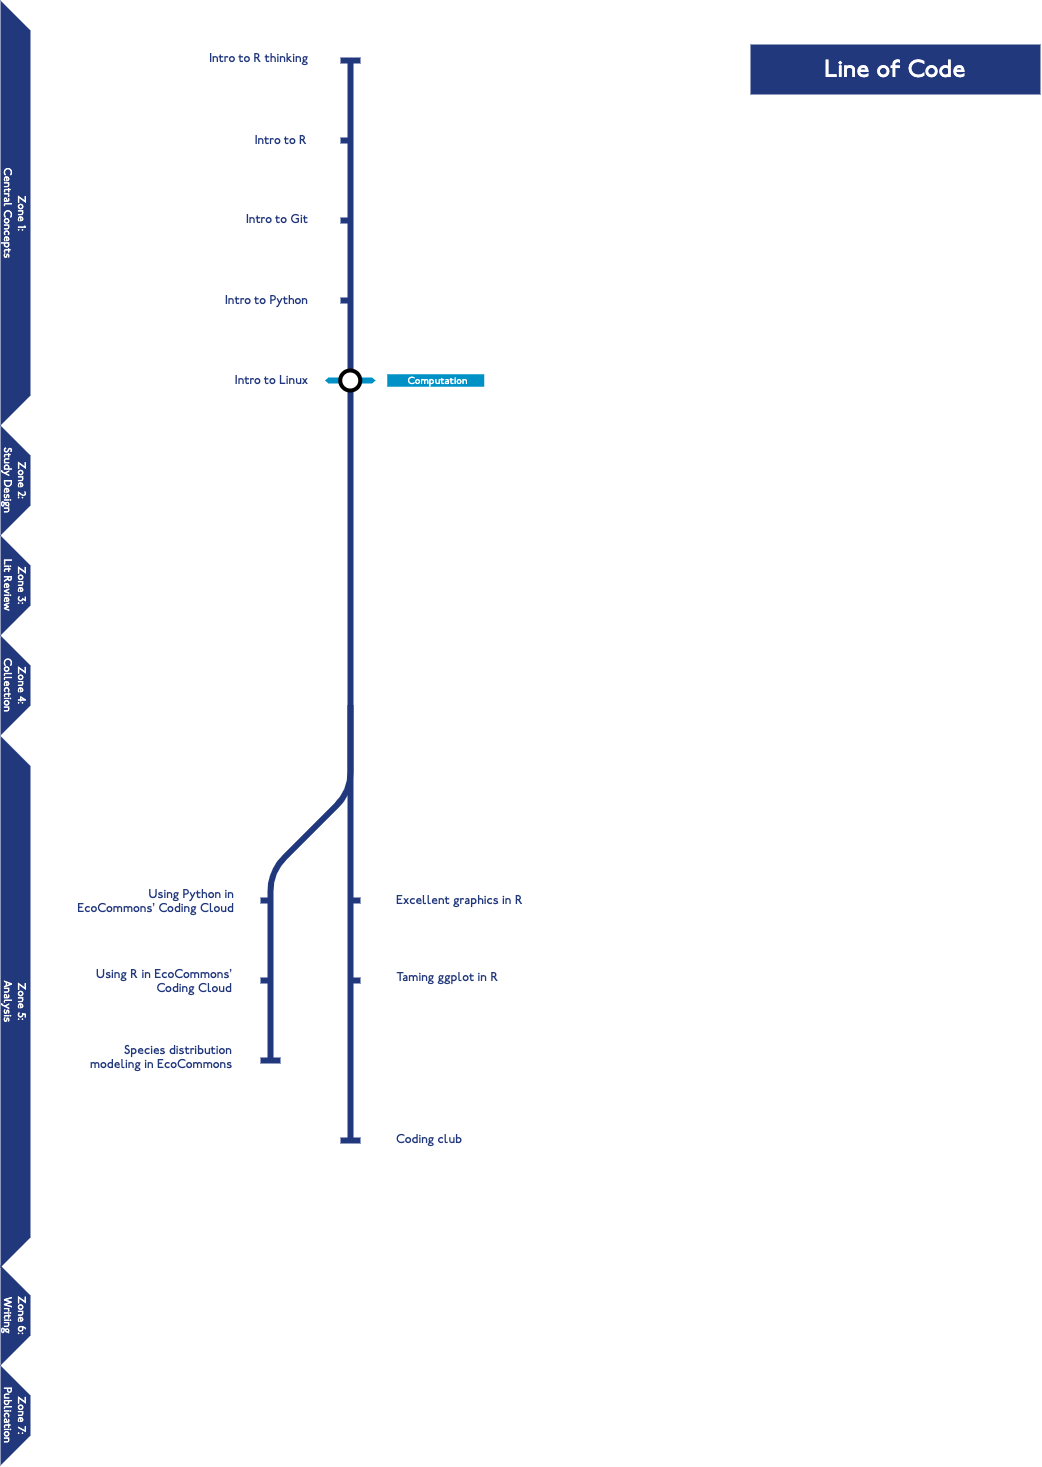 Line of Code
Intro to R thinking
Intro to R
Intro to Git
Intro to Python
Intro to Linux
Computation
Using Python in
EcoCommons' Coding Cloud
Excellent graphics in R
Using R in EcoCommons'
Coding Cloud
Taming ggplot in R
Species distribution
modeling in EcoCommons
Coding club
Zone 1:
Central Concepts
Zone 2:
Study Design
Zone 3:
Lit Review
Zone 4:
Collection
Zone 5:
Analysis
Zone 6:
Writing
Zone 7:
Publication